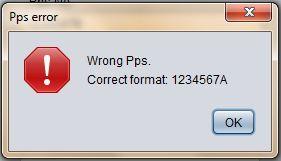 Pps error
Wrong Pps.
Correct format: 1234567A
OK